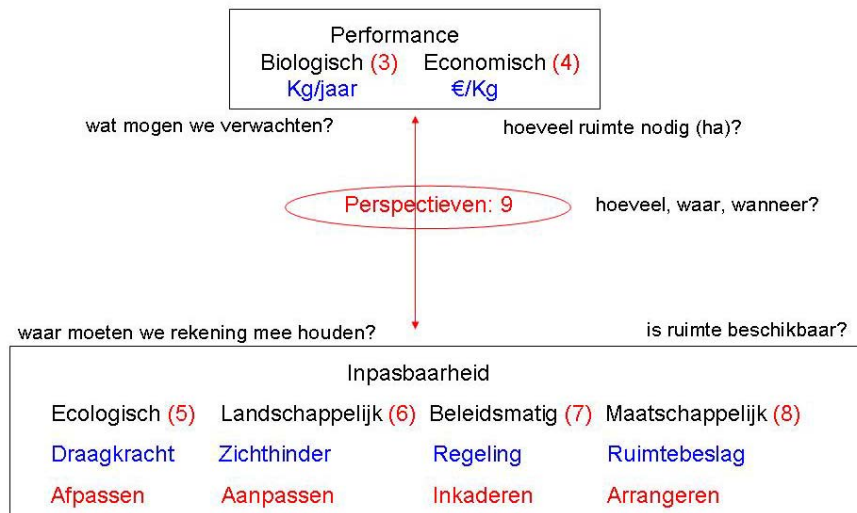 Performance
Biologisch (3) Economisch (4)
Kg/jaar €/Kg
wat mogen we verwachten? hoeveel ruimte nodig (ha)?
Perspectieven: 9 hoeveel, waar, wanneer?
waar moeten we rekening mee houden? is ruimte beschikbaar?
Inpasbaarheid
Ecologisch (5) Landschappelijk (6) Beleidsmatig (7) Maatschappelijk (8)
Draagkracht Zichthinder Regeling Ruimtebeslag
Afpassen Aanpassen Inkaderen Arrangeren